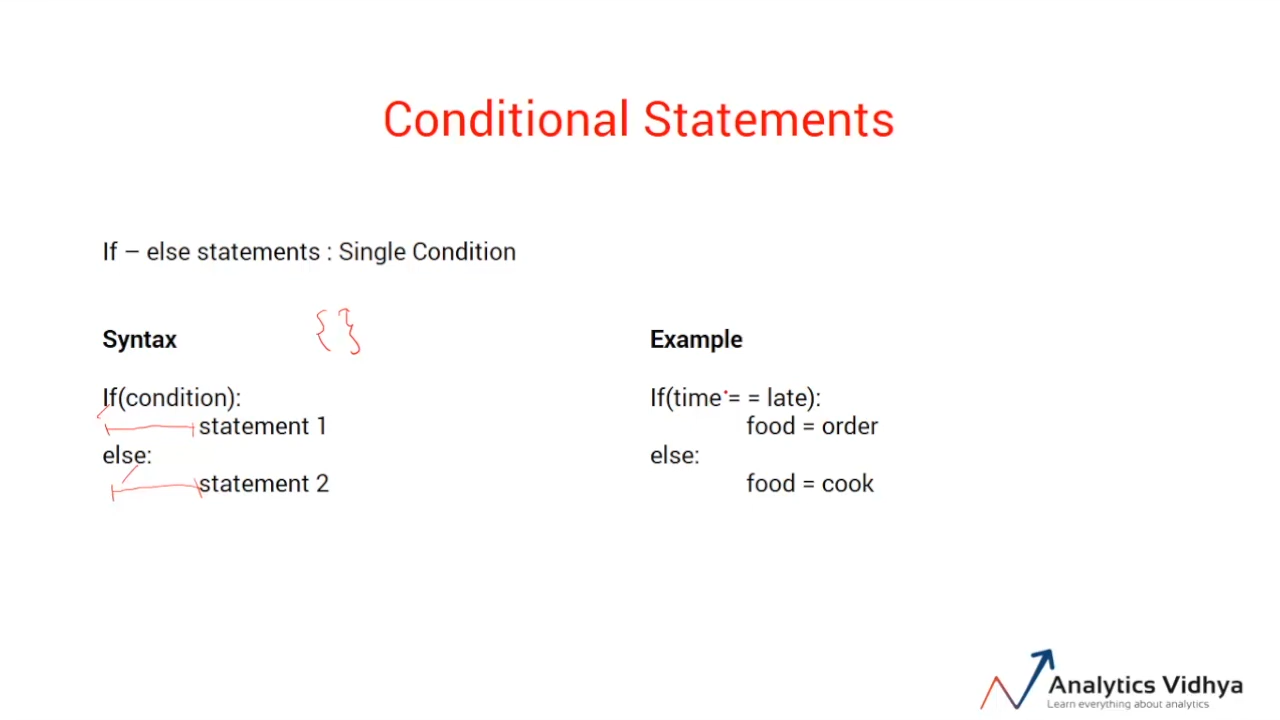 Conditional Statements
If – else statements : Single Condition
Syntax
{ }
If(condition):
statement 1
else:
statement 2
Example
If(time = = late):
food = order
else:
food = cook
Analytics Vidhya
Learn everything about analytics